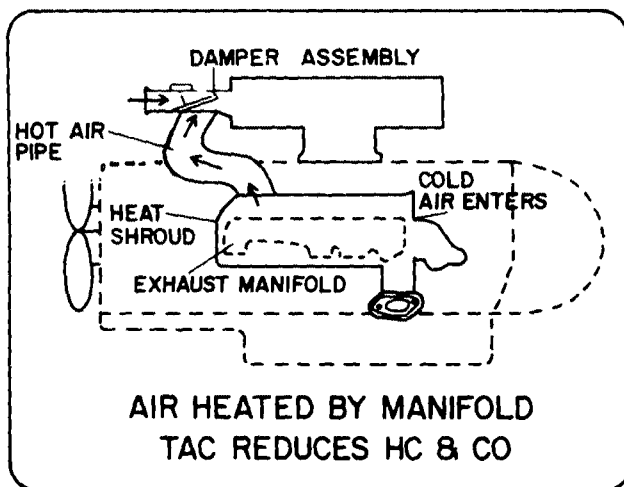 DAMPER ASSEMBLY
HOT AIR
PIPE
COLD
AIR ENTERS
HEAT
SHROUD
EXHAUST MANIFOLD
AIR HEATED BY MANIFOLD
TAC REDUCES HC & CO